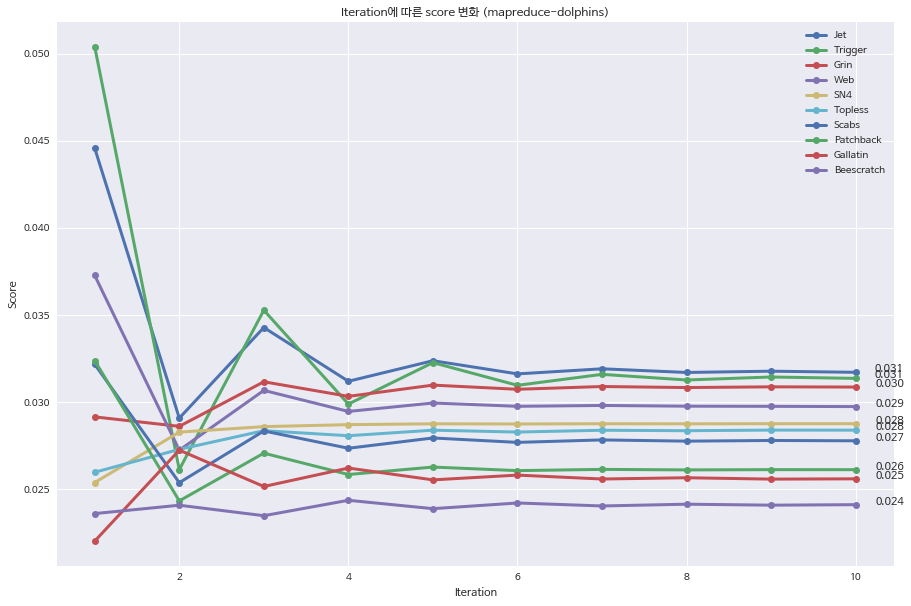 Iteration에 따른 score 변화 (mapreduce-dolphins)
Jet
Trigger
Grin
Web
SN4
Topless
Scabs
Patchback
Gallatin
Beescratch
0.050
0.045
0.040
0.035
0.030
0.025
Score
0.031
0.031
0.030
0.029
0.028
0.028
0.027
0.026
0.025
0.024
2
4
6
8
10
Iteration